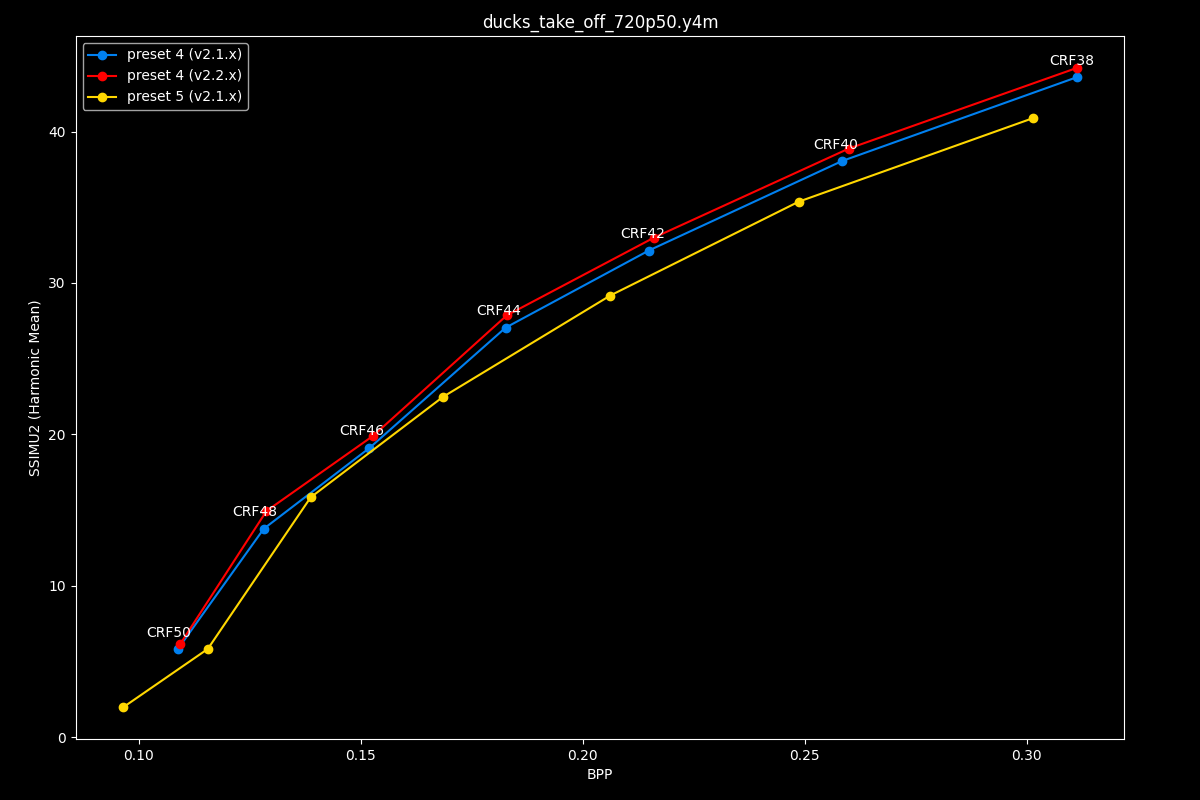 ducks_take_off_720p50.y4m
preset 4 (v2.1.x)
preset 4 (v2.2.x)
preset 5 (v2.1.x)
CRF38
CRF40
CRF42
CRF44
CRF46
CRF48
CRF50
SSIMU2 (Harmonic Mean)
40
30
20
10
0
0.10 0.15 0.20 0.25 0.30
BPP